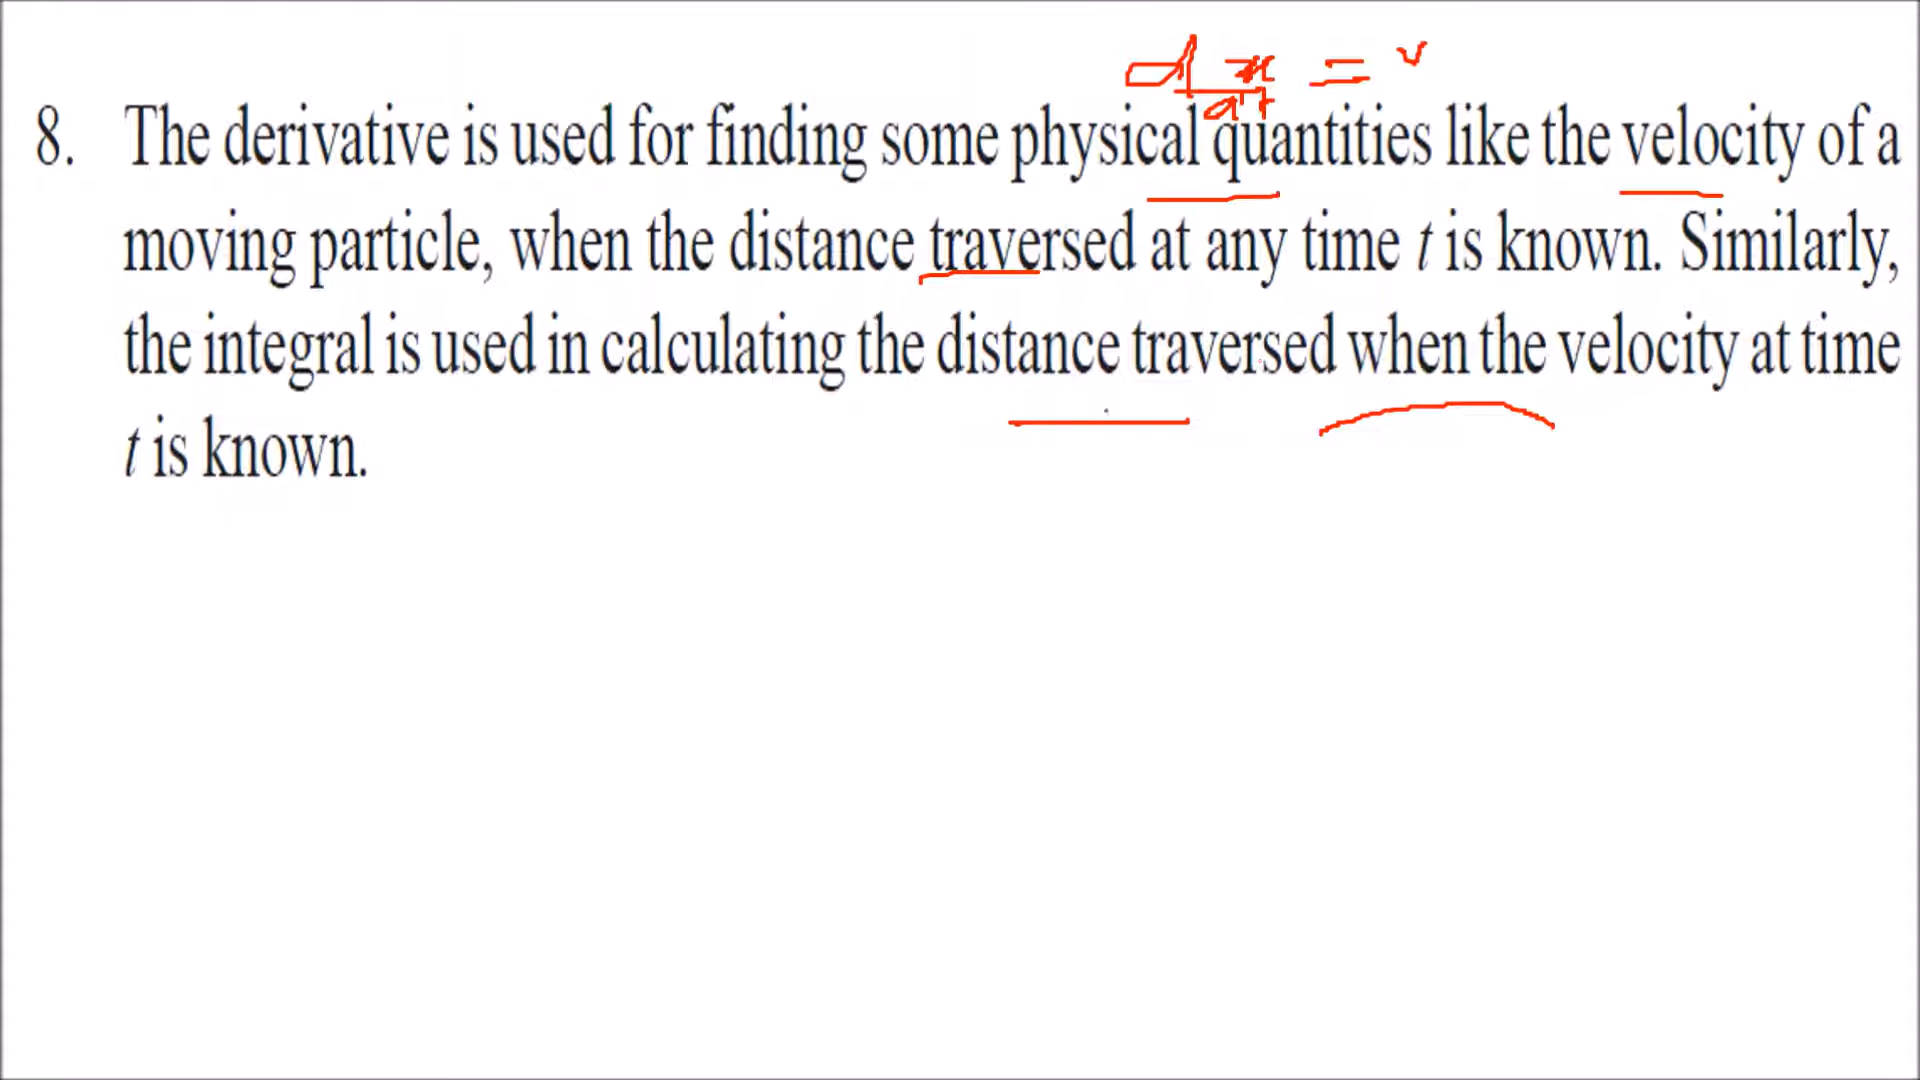 dx = v
dt
8. The derivative is used for finding some physical quantities like the velocity of a
moving particle, when the distance traversed at any time t is known. Similarly,
the integral is used in calculating the distance traversed when the velocity at time
t is known.